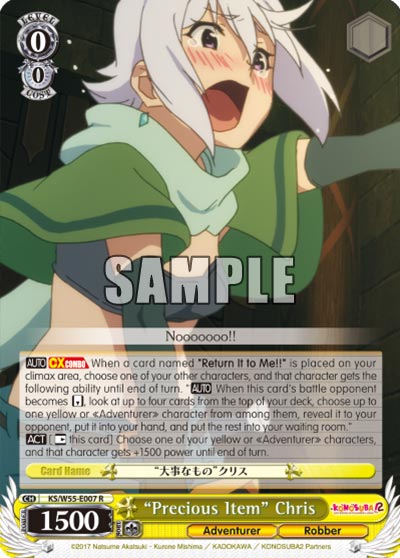 LEVEL
0
0
COST
SAMPLE
Nooooooo!!
AUTO CX COMBO When a card named "Return It to Me!!" is placed on your
climax area, choose one of your other characters, and that character gets the
following ability until end of turn. "AUTO When this card's battle opponent
becomes [ ], look at up to four cards from the top of your deck, choose up to
one yellow or «Adventurer» character from among them, reveal it to your
opponent, put it into your hand, and put the rest into your waiting room."
ACT [ this card] Choose one of your yellow or «Adventurer» characters,
and that character gets +1500 power until end of turn.
Card Name
“大事なもの”クリス
CH KS/W55-E007 R
POWER
1500
SOUL
“Precious Item” Chris
KONOSUBA 2
Adventurer
Robber
©2017 Natsume Akatsuki・Kurone Mishima / KADOKAWA / KONOSUBA2 Partners